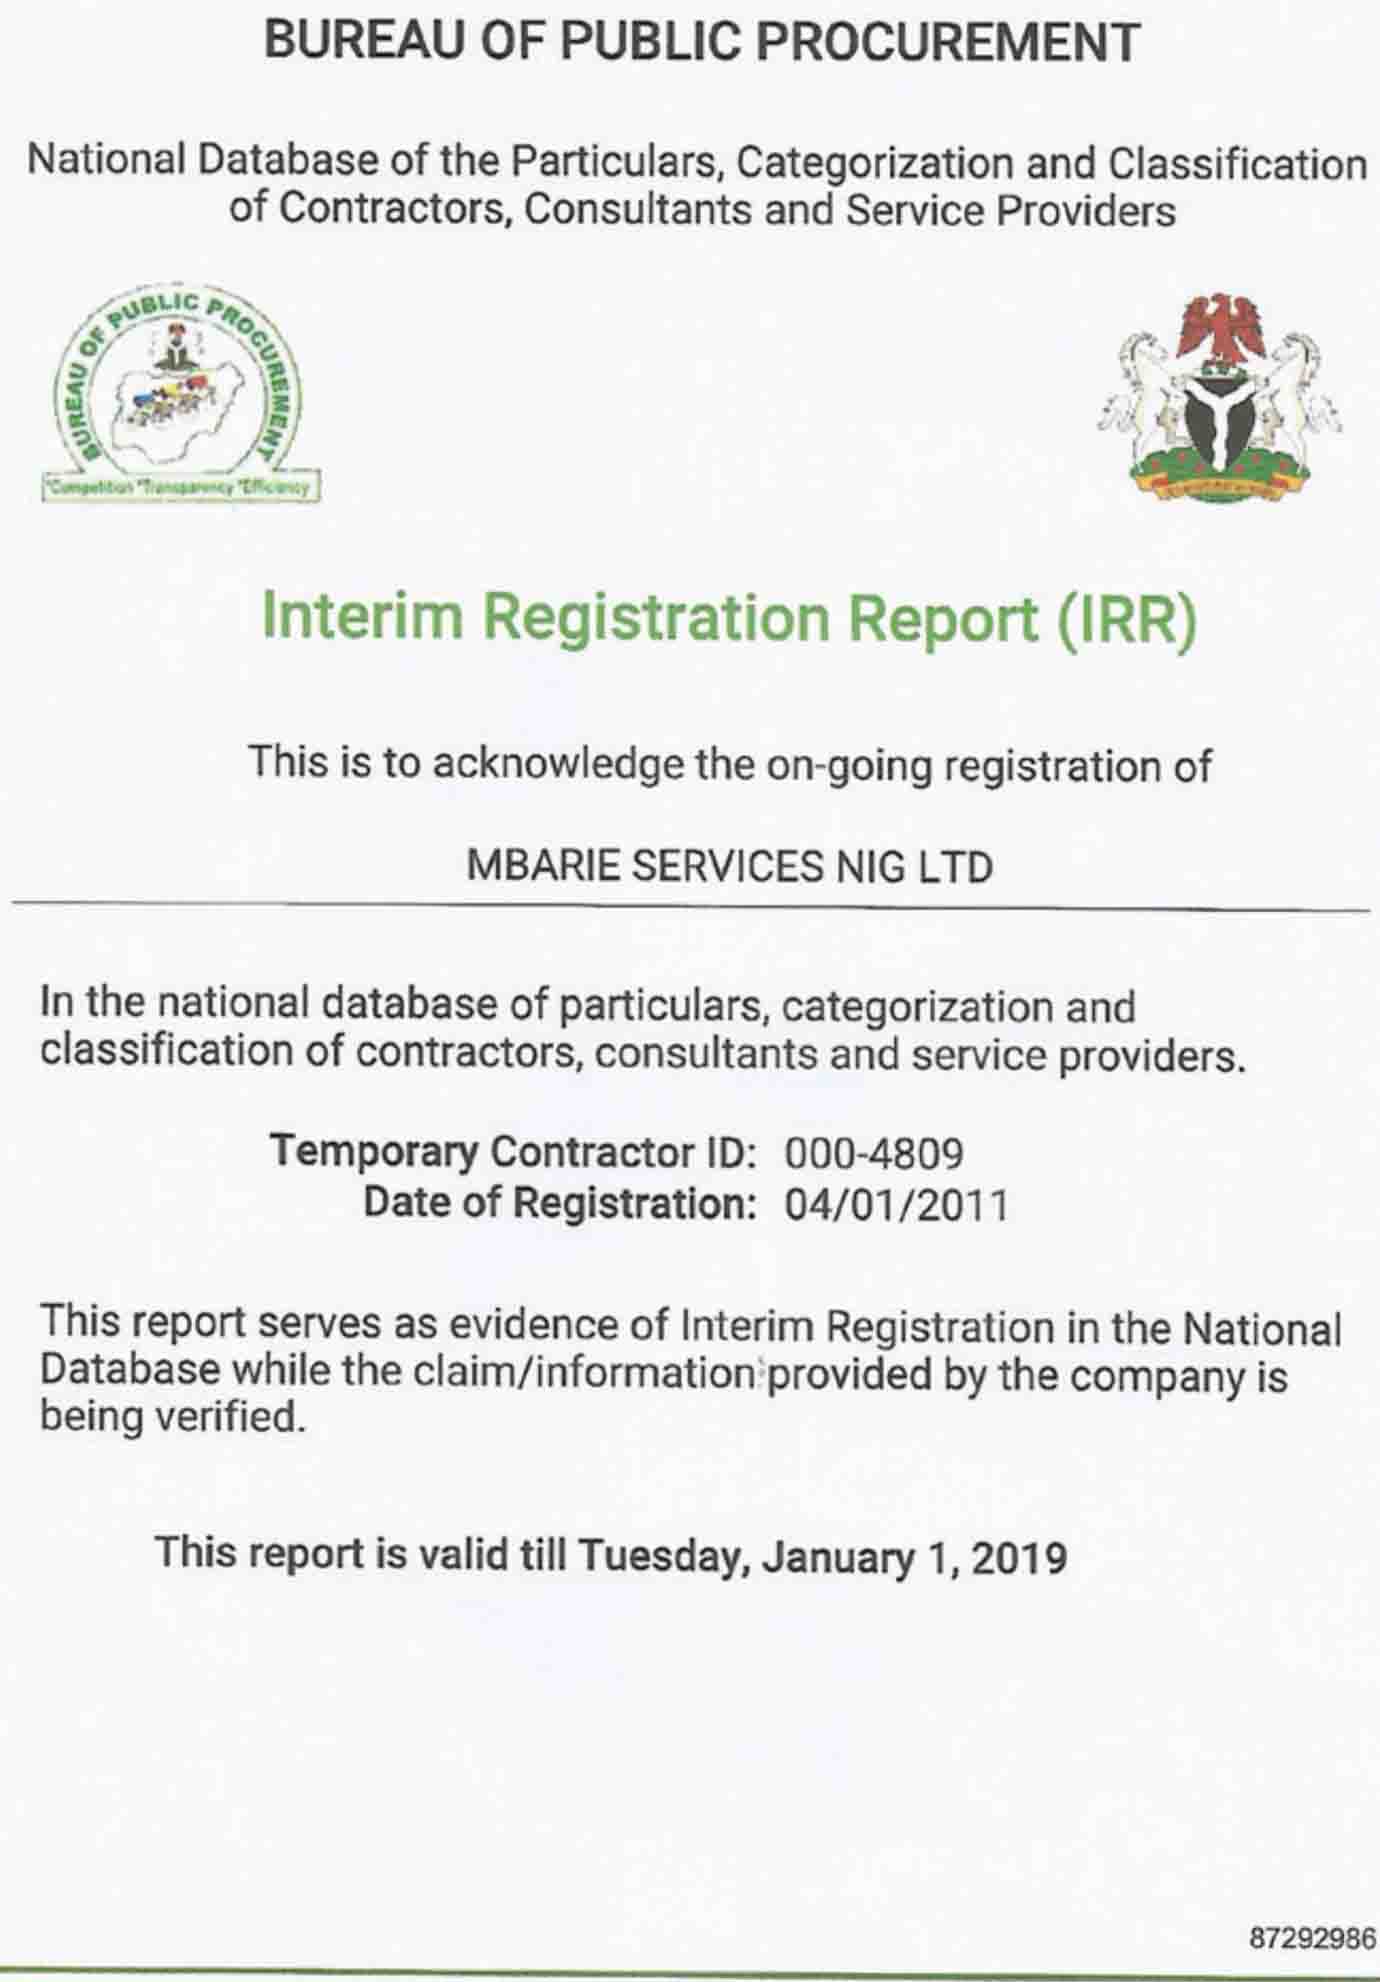 BUREAU OF PUBLIC PROCUREMENT
National Database of the Particulars, Categorization and Classification
of Contractors, Consultants and Service Providers
BUREAU OF PUBLIC PROCUREMENT
*Competition *Transparency *Efficiency
Interim Registration Report (IRR)
This is to acknowledge the on-going registration of
MBARIE SERVICES NIG LTD
In the national database of particulars, categorization and
classification of contractors, consultants and service providers.
Temporary Contractor ID: 000-4809
Date of Registration: 04/01/2011
This report serves as evidence of Interim Registration in the National
Database while the claim/information provided by the company is
being verified.
This report is valid till Tuesday, January 1, 2019
87292986